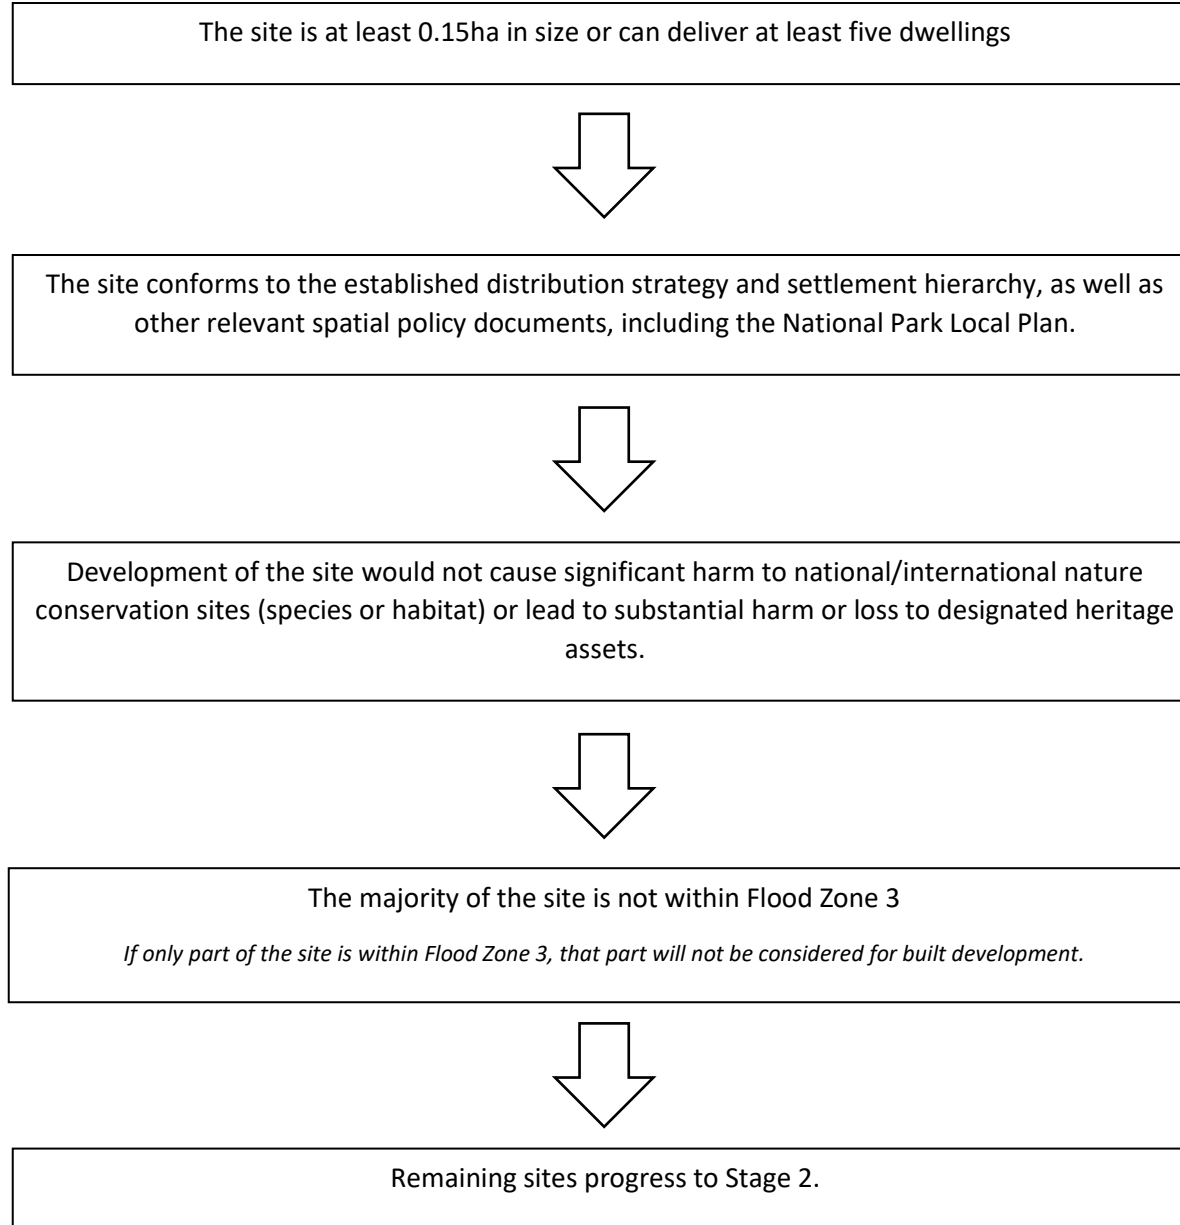 The site is at least 0.15ha in size or can deliver at least five dwellings
The site conforms to the established distribution strategy and settlement hierarchy, as well as
other relevant spatial policy documents, including the National Park Local Plan.
Development of the site would not cause significant harm to national/international nature
conservation sites (species or habitat) or lead to substantial harm or loss to designated heritage
assets.
The majority of the site is not within Flood Zone 3
If only part of the site is within Flood Zone 3, that part will not be considered for built development.
Remaining sites progress to Stage 2.